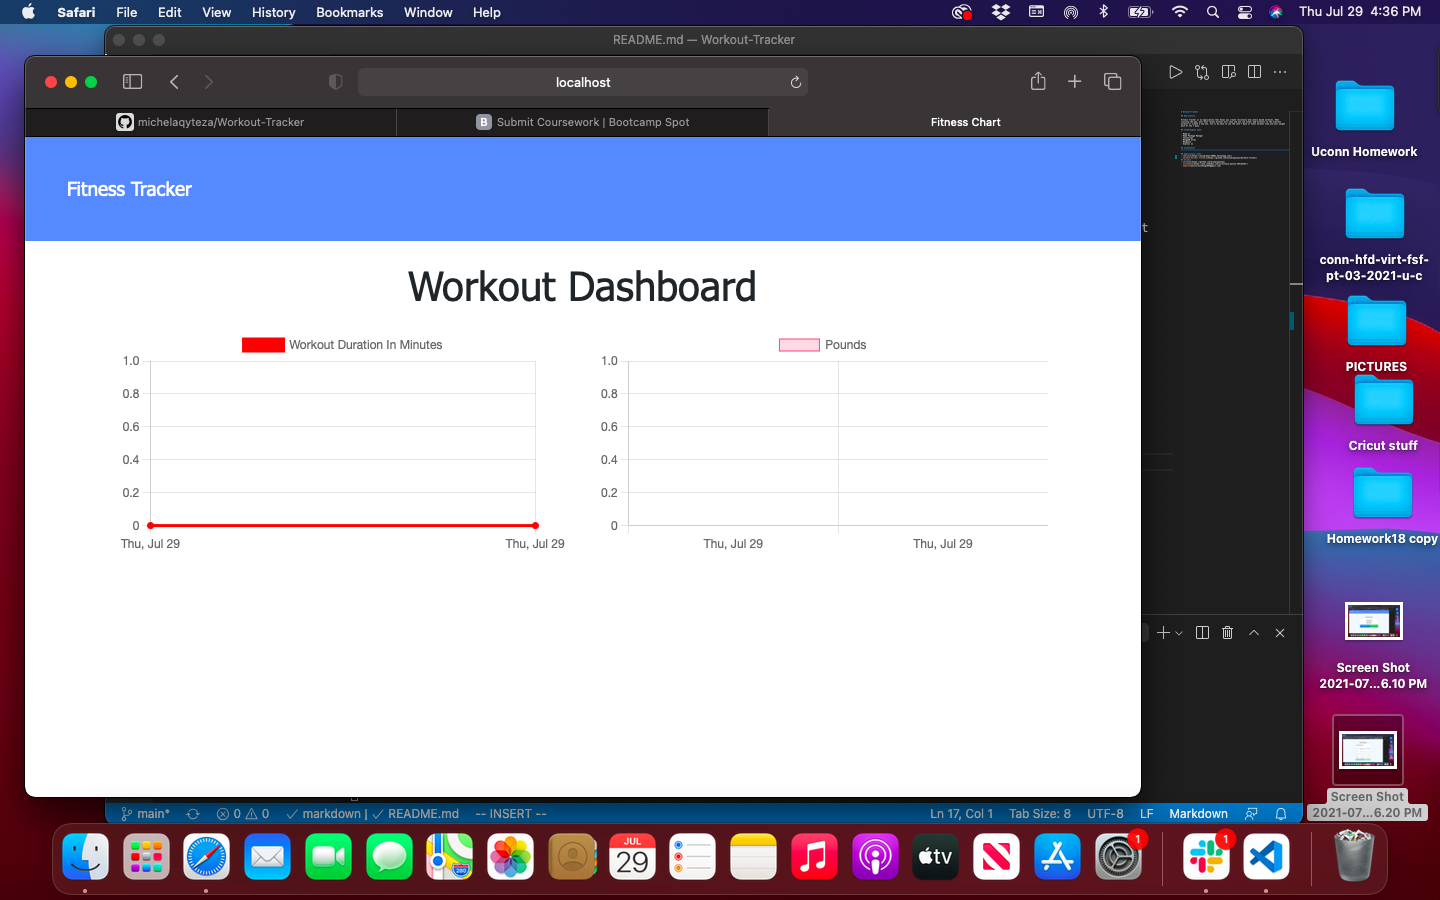 Safari File Edit View History Bookmarks Window Help Thu Jul 29 4:36 PM
README.md — Workout-Tracker
localhost
michelaqyteza/Workout-Tracker
B Submit Coursework | Bootcamp Spot
Fitness Chart
Fitness Tracker
Workout Dashboard
Workout Duration In Minutes
1.0
0.8
0.6
0.4
0.2
0
Thu, Jul 29 Thu, Jul 29
Pounds
1.0
0.8
0.6
0.4
0.2
0
Thu, Jul 29 Thu, Jul 29
t
Uconn Homework
conn-hfd-virt-fsf-
pt-03-2021-u-c
PICTURES
Cricut stuff
Homework18 copy
Screen Shot
2021-07...6.10 PM
Screen Shot
2021-07...6.20 PM
main* 0 0 markdown | README.md -- INSERT -- Ln 17, Col 1 Tab Size: 8 UTF-8 LF Markdown
JUL
29
280
tv
1
1